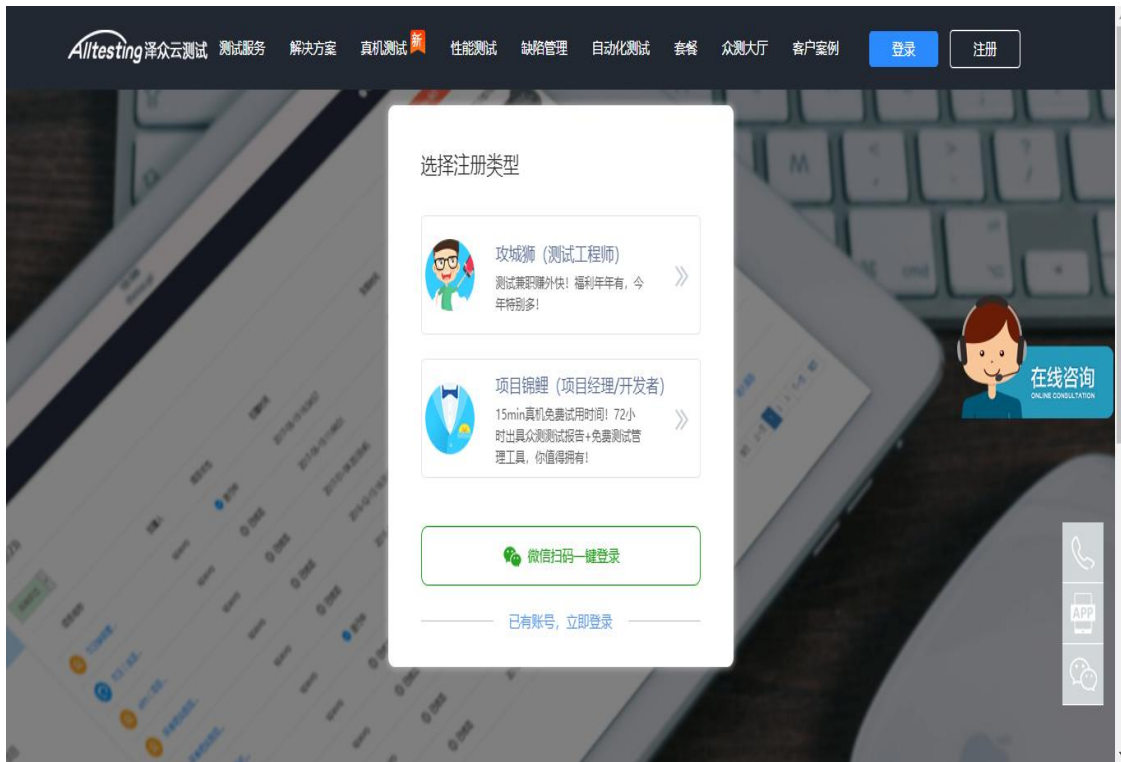 Alltesting泽众云测试 测试服务 解决方案 真机测试 新 性能测试 缺陷管理 自动化测试 套餐 众测大厅 客户案例 登录 注册
选择注册类型
攻城狮（测试工程师）
测试兼职赚外快！福利年年有，今
年特别多！
项目锦鲤（项目经理/开发者）
15min真机免费试用时间！72小
时出具众测测试报告+免费测试管
理工具，你值得拥有！
微信扫码一键登录
已有账号，立即登录
在线咨询
ONLINE CONSULTATION
APP